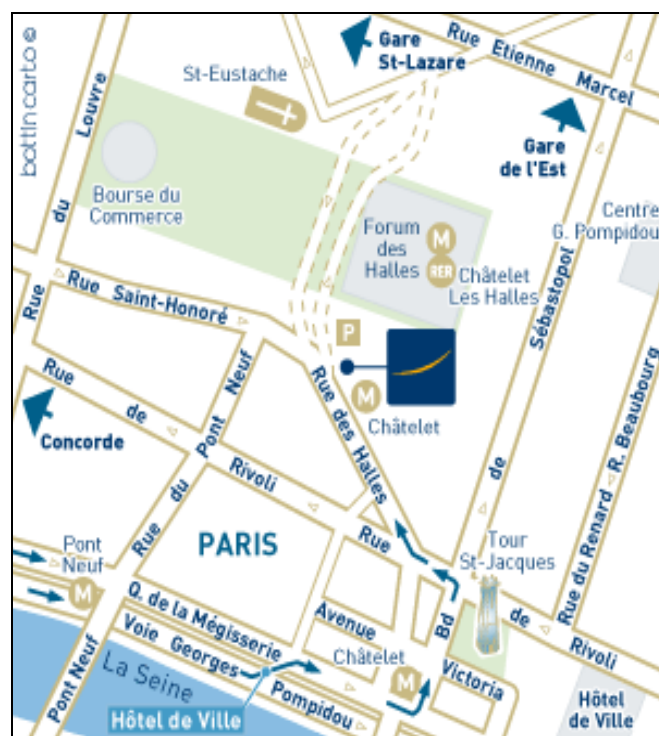 bottincarto ©
Gare
St-Lazare
Rue Etienne Marcel
St-Eustache
Rue du Louvre
Gare
de l'Est
Bourse du
Commerce
Forum
des
Halles
M
RER
Châtelet
Les Halles
Centre
G. Pompidou
Rue Saint-Honoré
P
M
Châtelet
Bd de Sébastopol
Rue du Renard
R. Beaubourg
Rue de Rivoli
Concorde
Rue du Pont Neuf
Rue des Halles
Pont
Neuf
M
PARIS
Rue de Rivoli
Tour
St-Jacques
Q. de la Mégisserie
Avenue Victoria
Voie Georges Pompidou
Châtelet
M
La Seine
Pont Neuf
Hôtel de Ville
Hôtel
de Ville